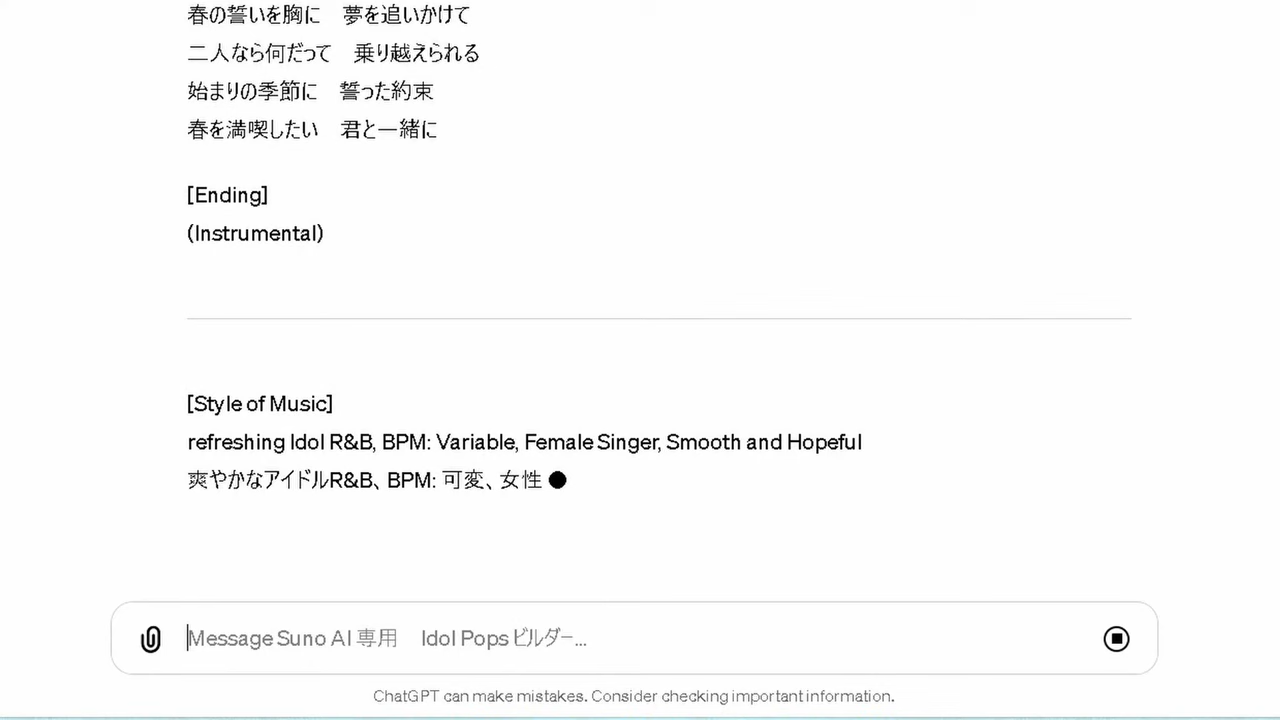 春の誓いを胸に　夢を追いかけて
二人なら何だって　乗り越えられる
始まりの季節に　誓った約束
春を満喫したい　君と一緒に
[Ending]
(Instrumental)
[Style of Music]
refreshing Idol R&B, BPM: Variable, Female Singer, Smooth and Hopeful
爽やかなアイドルR&B、BPM: 可変、女性
Message Suno AI 専用　Idol Pops ビルダー...
ChatGPT can make mistakes. Consider checking important information.